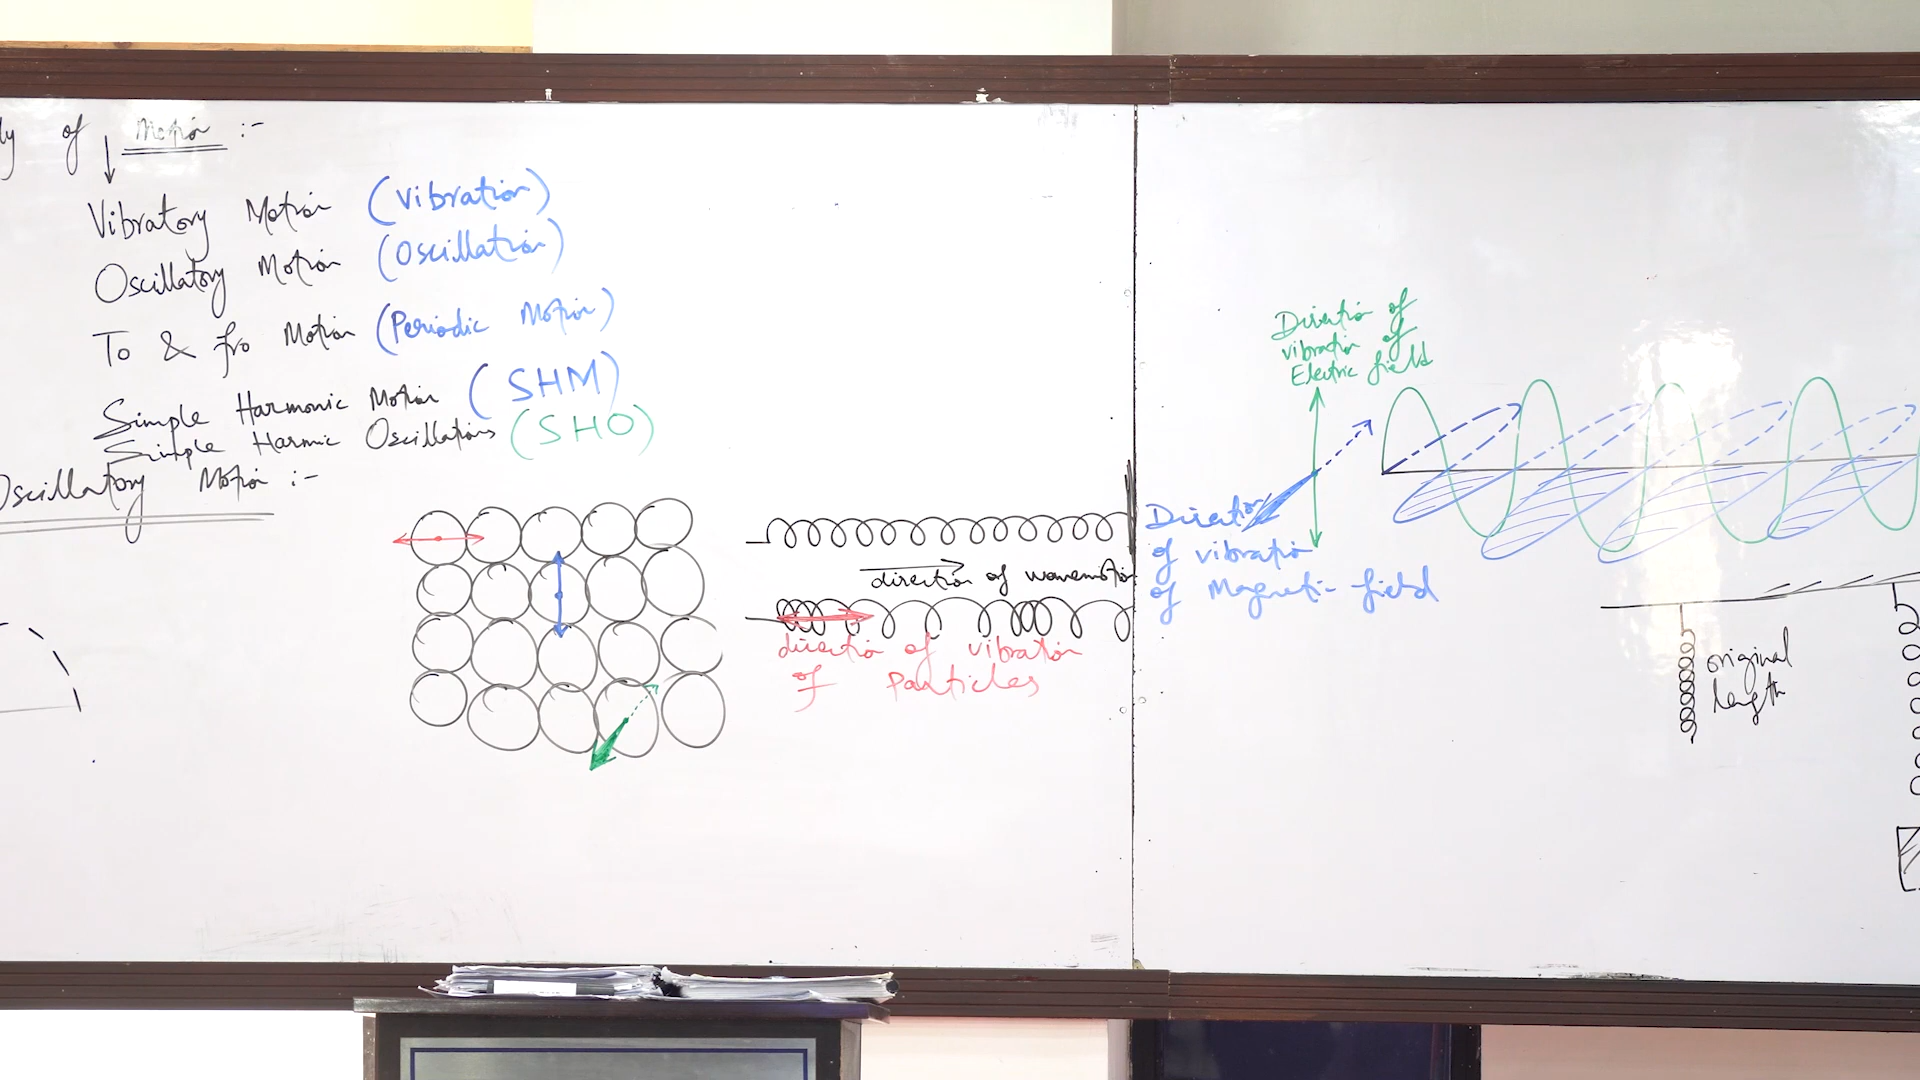 of Motion :-
Vibratory Motion (Vibration)
Oscillatory Motion (Oscillation)
To & fro Motion (Periodic Motion)
Simple Harmonic Motion (SHM)
Simple Harmic Oscillations (SHO)
Oscillatory Motion :-
direction of wavemotion
direction of vibration
of Particles
Direction of
vibration of
Electric field
Direction
of vibration
of Magnetic field
original
length